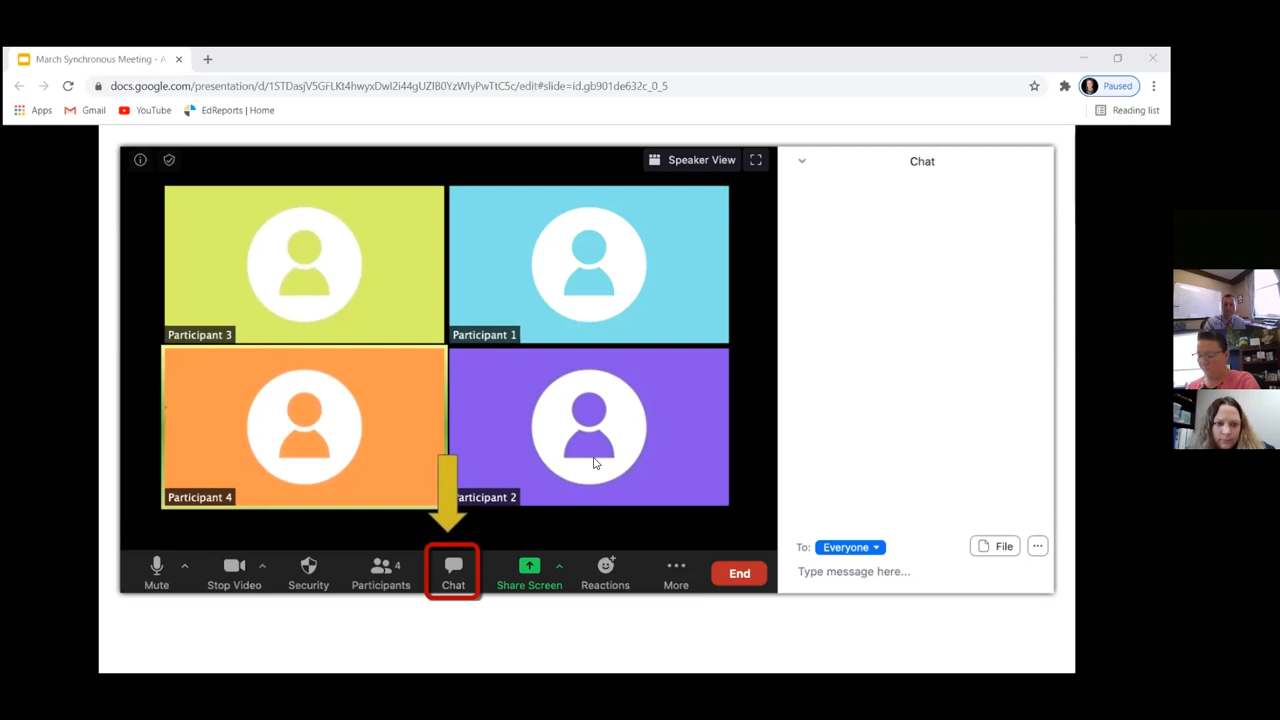 March Synchronous Meeting - A
docs.google.com/presentation/d/1STDasjV5GFLKt4hwyxDwI2i44gUZIB0YzWIyPwTtC5c/edit#slide=id.gb901de632c_0_5
Paused
Apps Gmail YouTube EdReports | Home Reading list
Speaker View
Chat
Participant 3 Participant 1
Participant 4 articipant 2
To: Everyone File
Type message here...
4
Mute Stop Video Security Participants Chat Share Screen Reactions More End